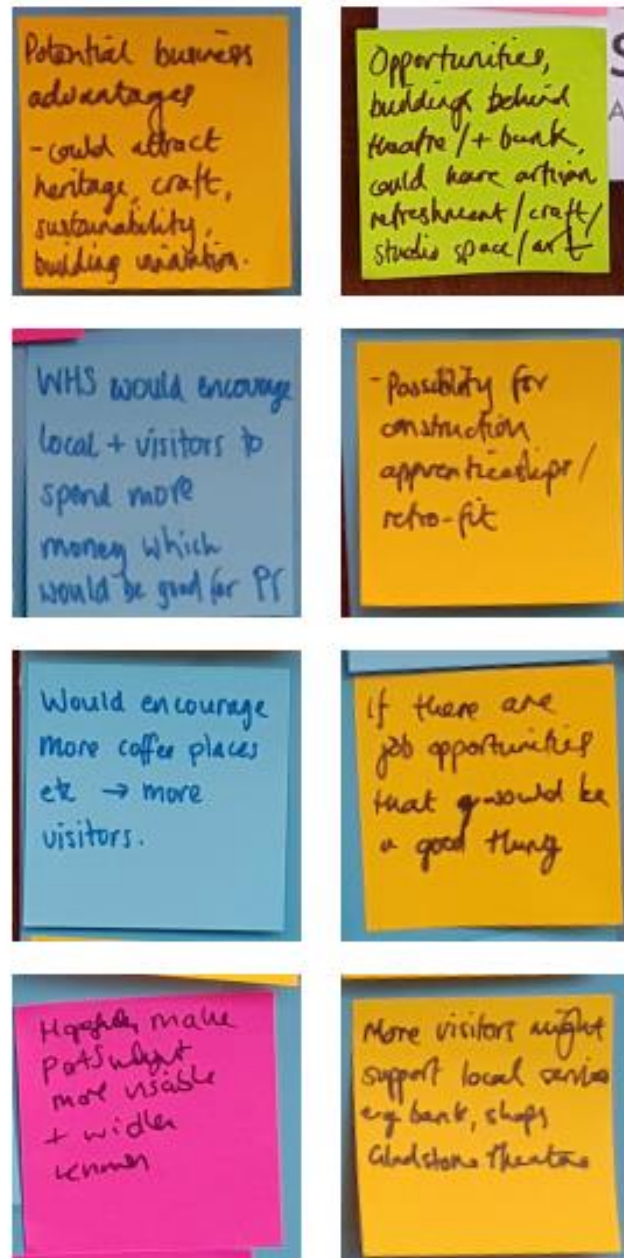 Potential business
advantages
- could attract
heritage, craft,
sustainability,
building
Opportunities,
building behind
theatre/+ bank,
could have artisan
refreshment/craft/
studio space/art
S
A
WHS would encourage
local + visitors to
spend more
money which
would be good for PS
- Possibility for
construction
apprenticeships/
retro-fit
Would encourage
more coffee places
etc → more
visitors.
If there are
job opportunities
that would be
a good thing
Hopefully make
Port Sunlight
more visable
+ widler
known
More visitors might
support local services
eg bank, shops
Gladstone Theatre